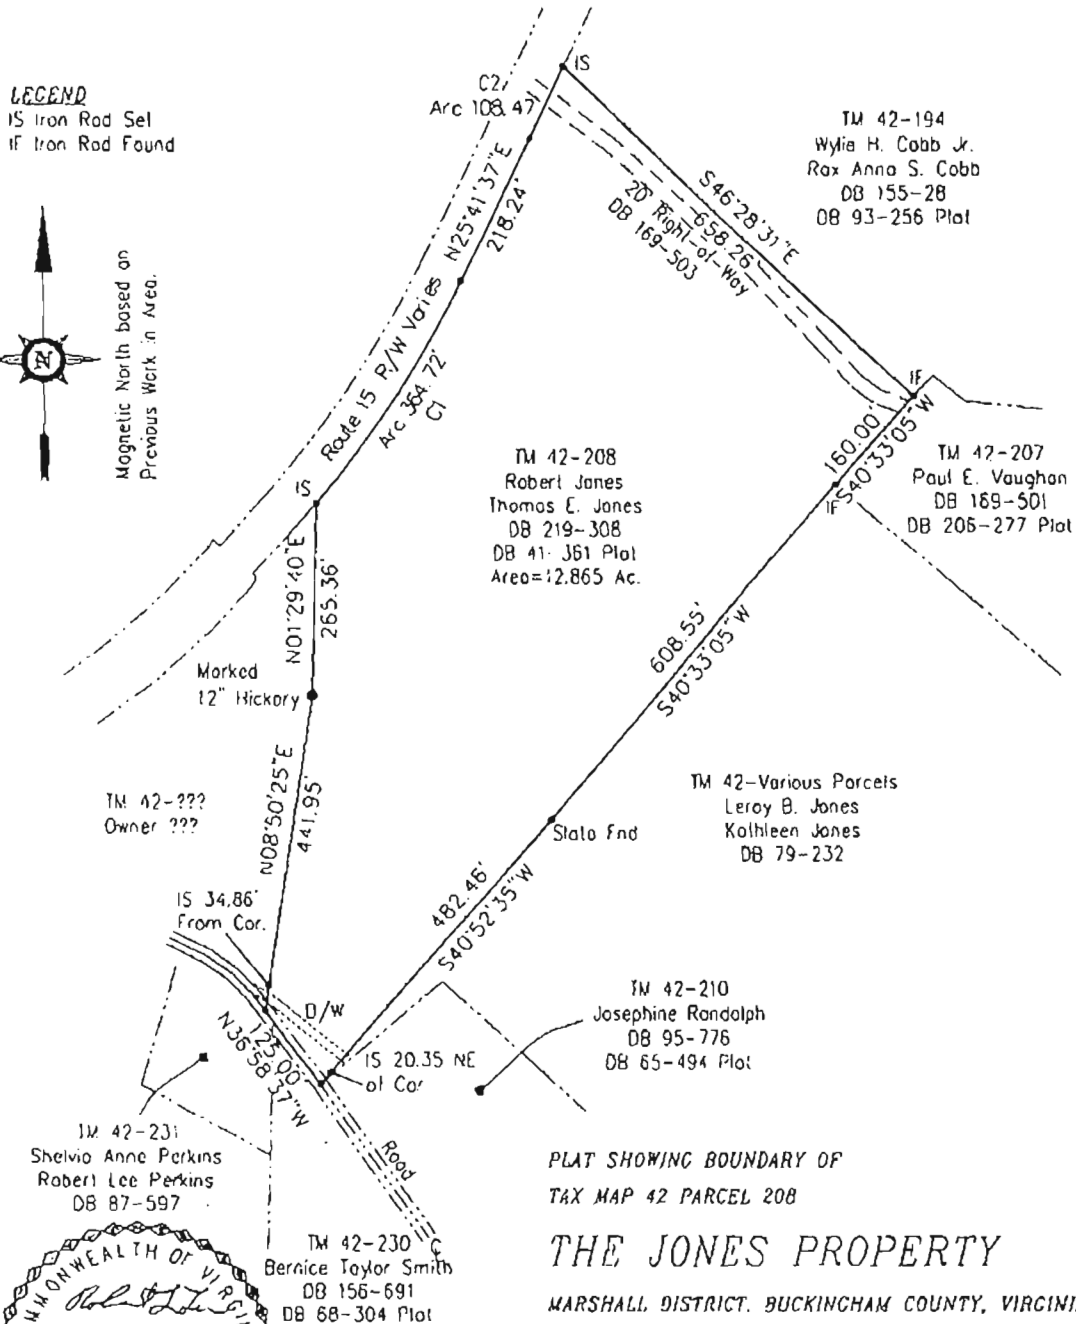 LEGEND
IS Iron Rod Set
IF Iron Rod Found
N
Magnetic North based on
Previous Work in Area.
C2
Arc 108.47
IS
N25°41'37"E
218.24'
Route 15 R/W Varies
Arc 364.72'
C1
S46°28'31"E
658.26
20' Right-of-Way
DB 169-503
TM 42-194
Wylie H. Cobb Jr.
Rax Anna S. Cobb
DB 155-28
DB 93-256 Plat
IF
160.00'
S40°33'05"W
IF
TM 42-207
Paul E. Vaughan
DB 169-501
DB 206-277 Plat
TM 42-208
Robert Jones
Thomas E. Jones
DB 219-308
DB 41-361 Plat
Area=12.865 Ac.
IS
N01°29'40"E
265.36'
Marked
12" Hickory
608.55'
S40°33'05"W
N08°50'25"E
441.95'
TM 42-???
Owner ???
TM 42-Various Parcels
Leroy B. Jones
Kathleen Jones
DB 79-232
Slato Fnd
482.46'
S40°52'35"W
IS 34.86'
From Cor.
D/W
125.00'
N36°58'37"W
IS 20.35 NE
of Cor
TM 42-210
Josephine Randolph
DB 95-776
DB 65-494 Plat
TM 42-231
Shelvia Anne Perkins
Robert Lee Perkins
DB 87-597
Road
TM 42-230
Bernice Taylor Smith
DB 156-691
DB 68-304 Plat
PLAT SHOWING BOUNDARY OF
TAX MAP 42 PARCEL 208
THE JONES PROPERTY
MARSHALL DISTRICT. BUCKINGHAM COUNTY, VIRGINI
MMONWEALTH OF VIRGINI
Robert L.